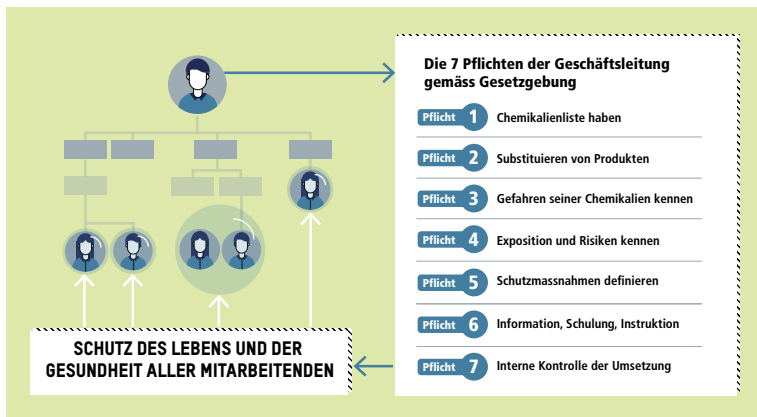 Die 7 Pflichten der Geschäftsleitung
gemäss Gesetzgebung
Pflicht 1 Chemikalienliste haben
Pflicht 2 Substituieren von Produkten
Pflicht 3 Gefahren seiner Chemikalien kennen
Pflicht 4 Exposition und Risiken kennen
Pflicht 5 Schutzmassnahmen definieren
Pflicht 6 Information, Schulung, Instruktion
Pflicht 7 Interne Kontrolle der Umsetzung
SCHUTZ DES LEBENS UND DER
GESUNDHEIT ALLER MITARBEITENDEN